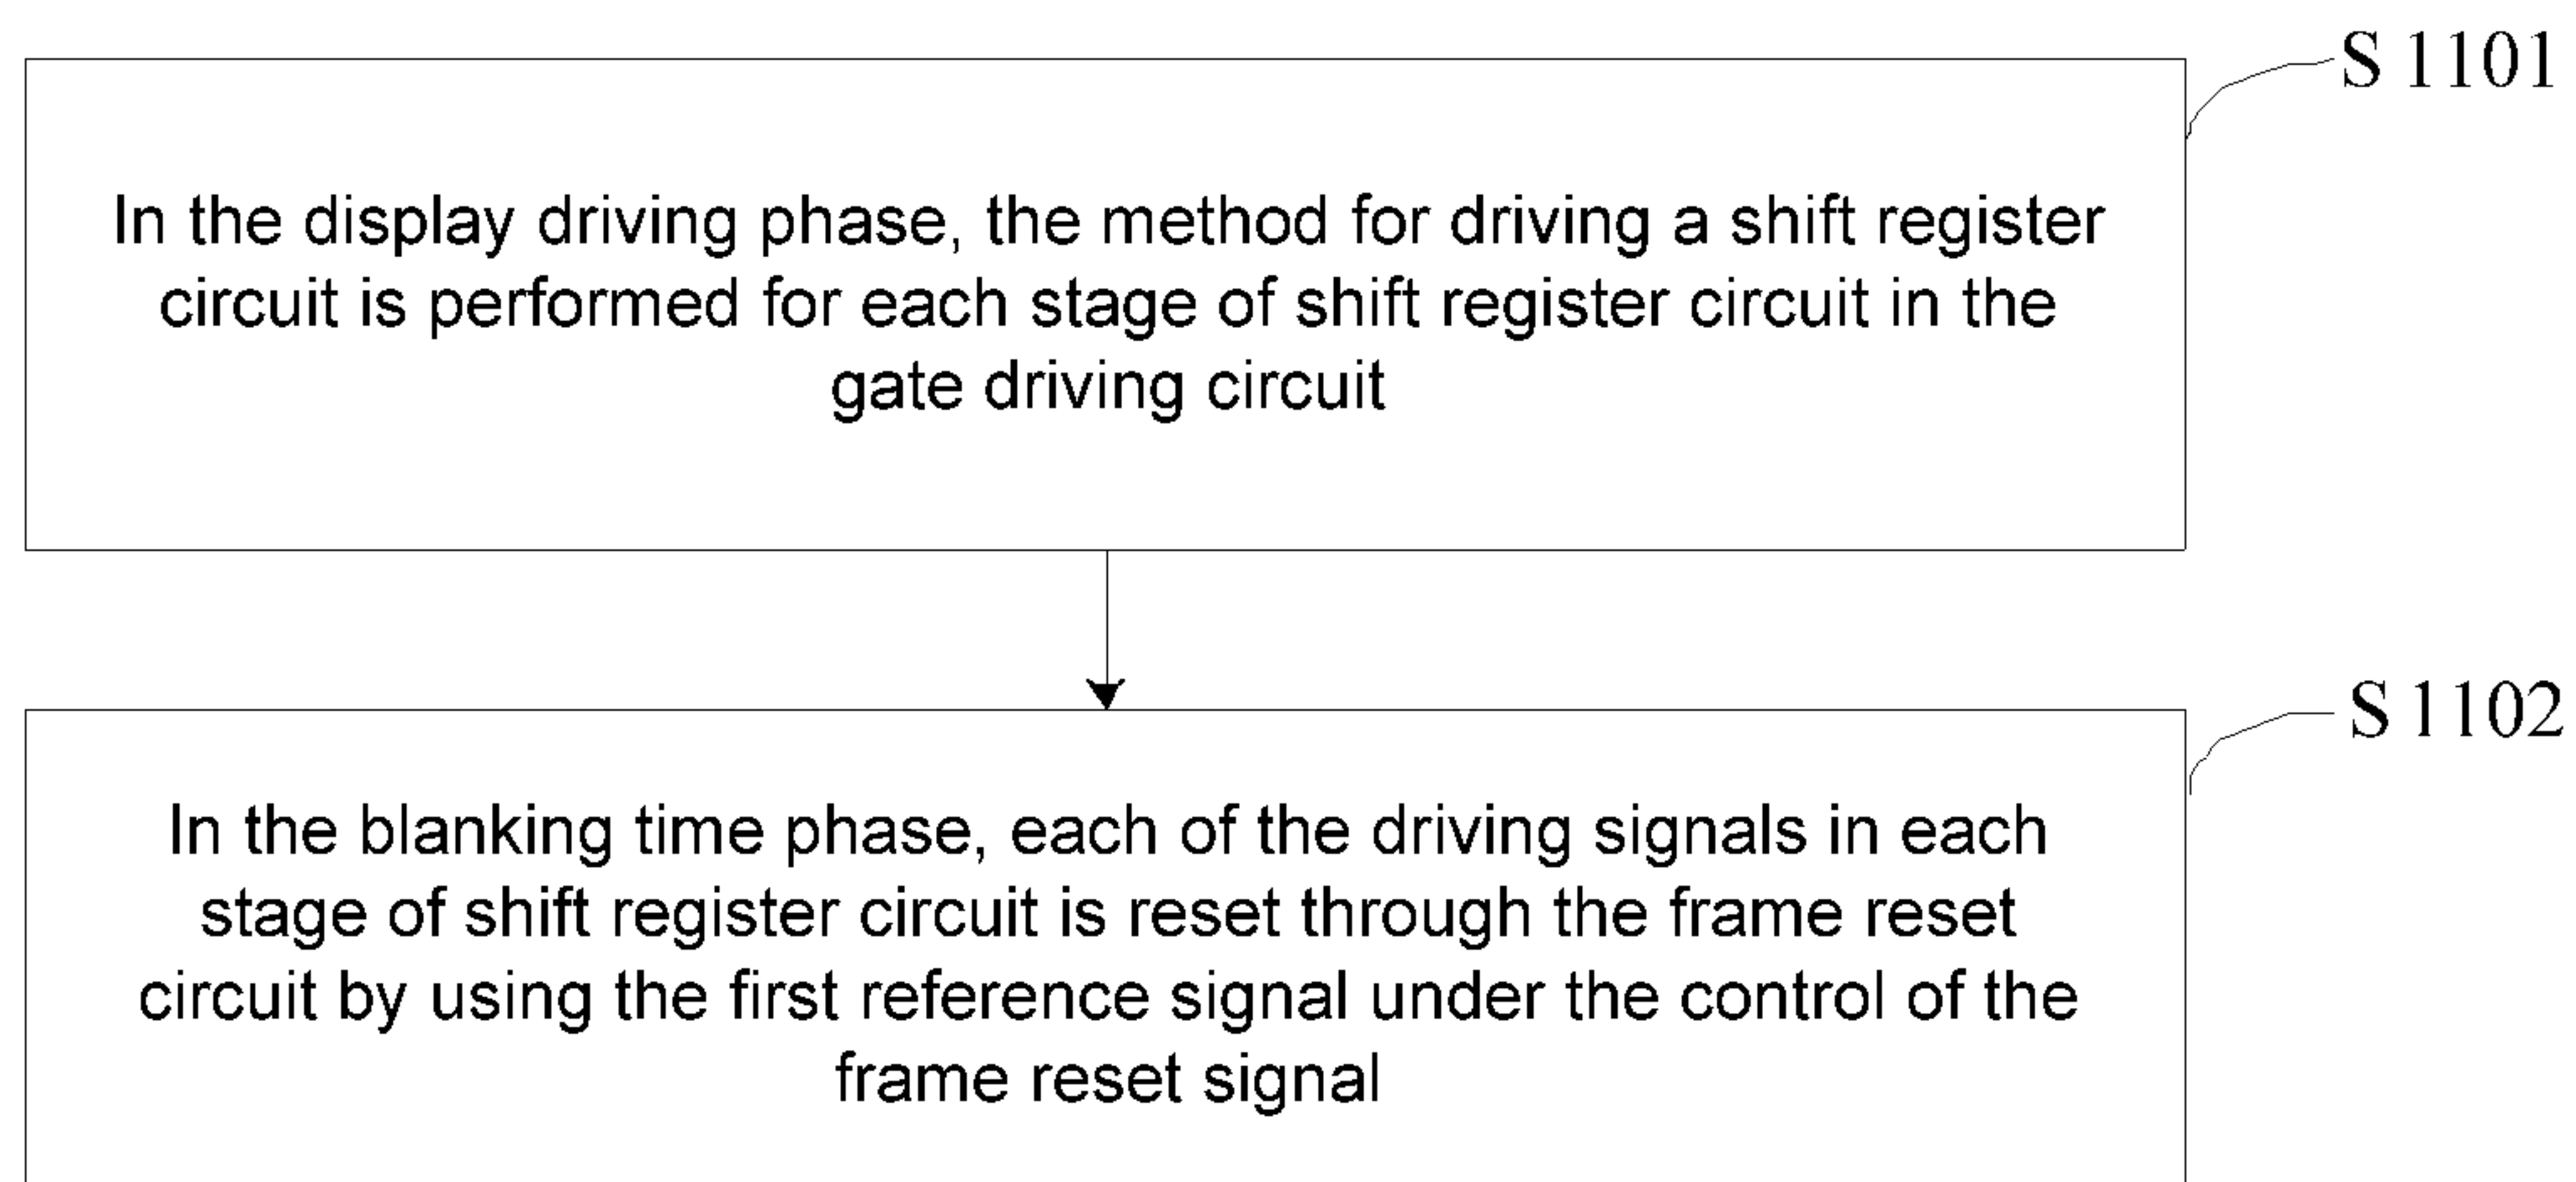 S 1101
In the display driving phase, the method for driving a shift register
circuit is performed for each stage of shift register circuit in the
gate driving circuit
S 1102
In the blanking time phase, each of the driving signals in each
stage of shift register circuit is reset through the frame reset
circuit by using the first reference signal under the control of the
frame reset signal